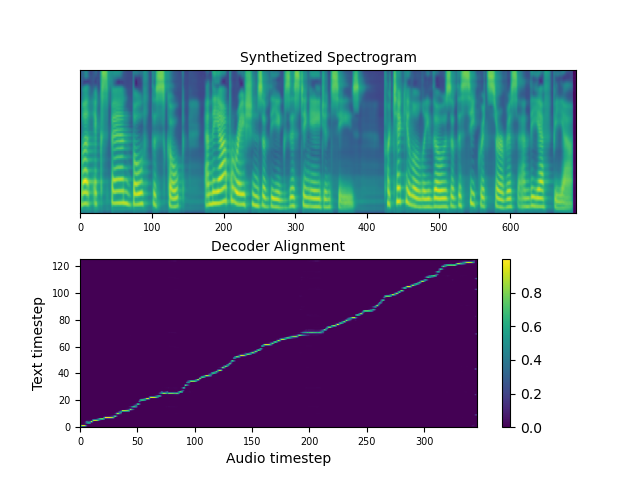 Synthetized Spectrogram
0 100 200 300 400 500 600
Decoder Alignment
120
100
80
60
40
20
0
0 50 100 150 200 250 300
Text timestep
Audio timestep
0.8
0.6
0.4
0.2
0.0